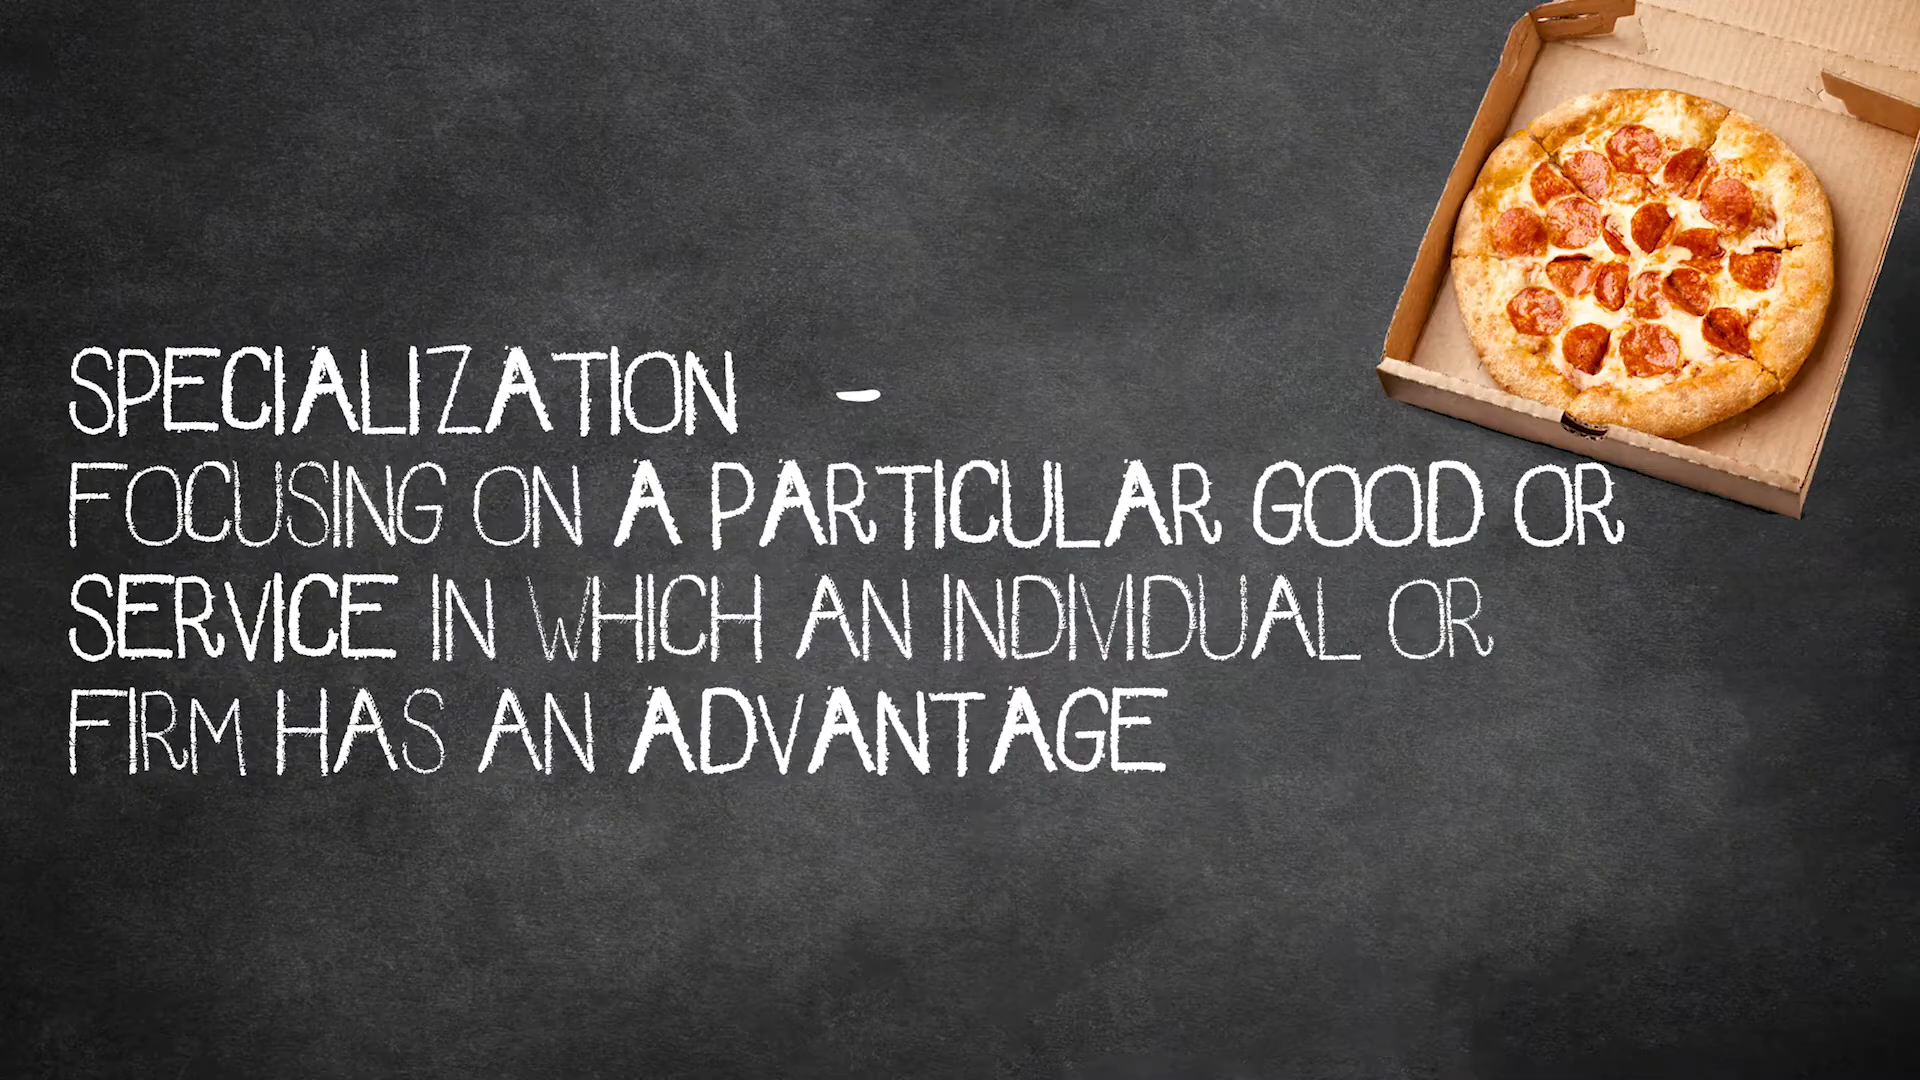 SPECIALIZATION -
FOCUSING ON A PARTICULAR GOOD OR
SERVICE IN WHICH AN INDIVIDUAL OR
FIRM HAS AN ADVANTAGE